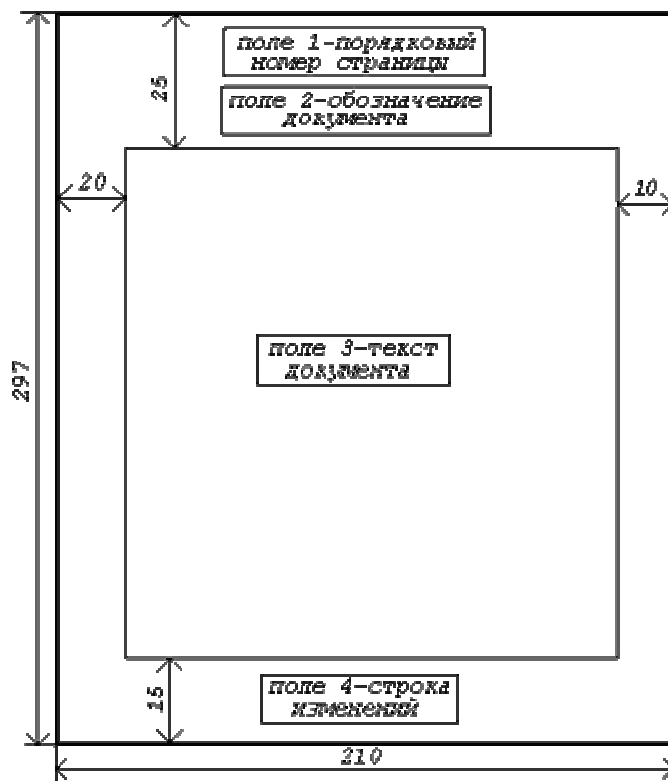 поле 1-порядковый
номер страницы
25
поле 2-обозначение
документа
20
10
поле 3-текст
документа
297
15
поле 4-строка
изменений
210